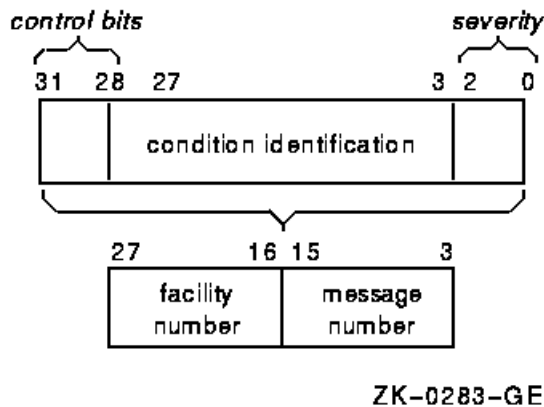 control bits severity
31 28 27 3 2 0
condition identification
27 16 15 3
facility message
number number
ZK-0283-GE